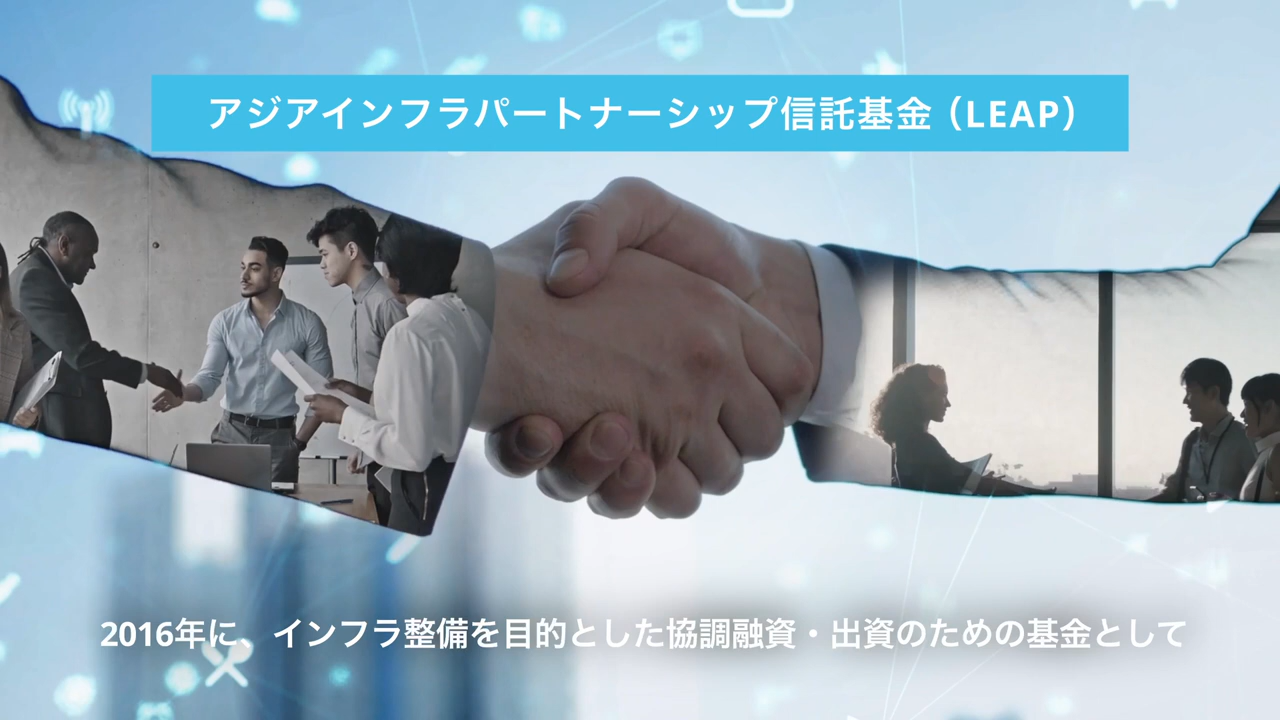 アジアインフラパートナーシップ信託基金（LEAP）
2016年に、インフラ整備を目的とした協調融資・出資のための基金として